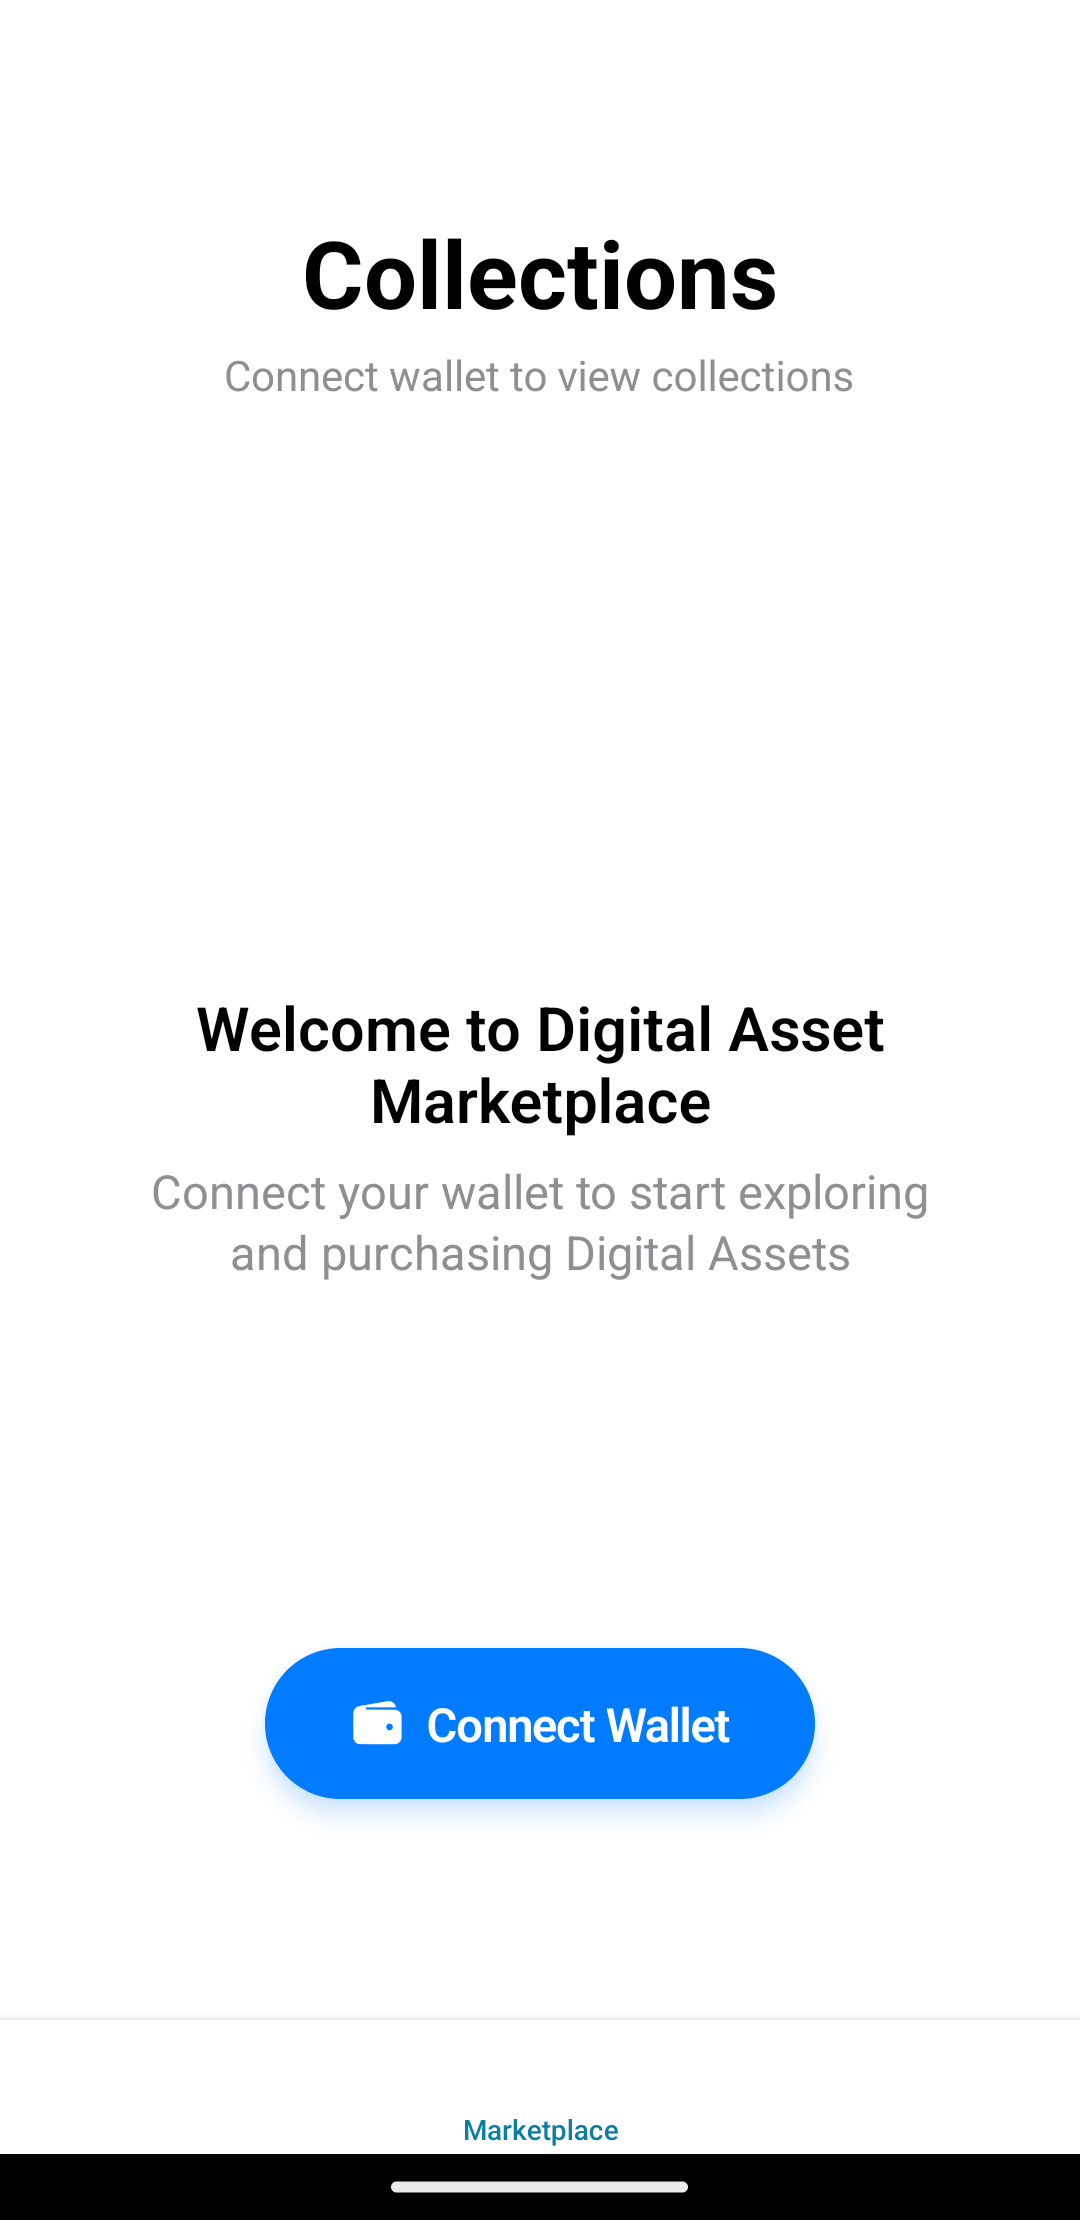 Collections
Connect wallet to view collections
Welcome to Digital Asset
Marketplace
Connect your wallet to start exploring
and purchasing Digital Assets
Connect Wallet
Marketplace